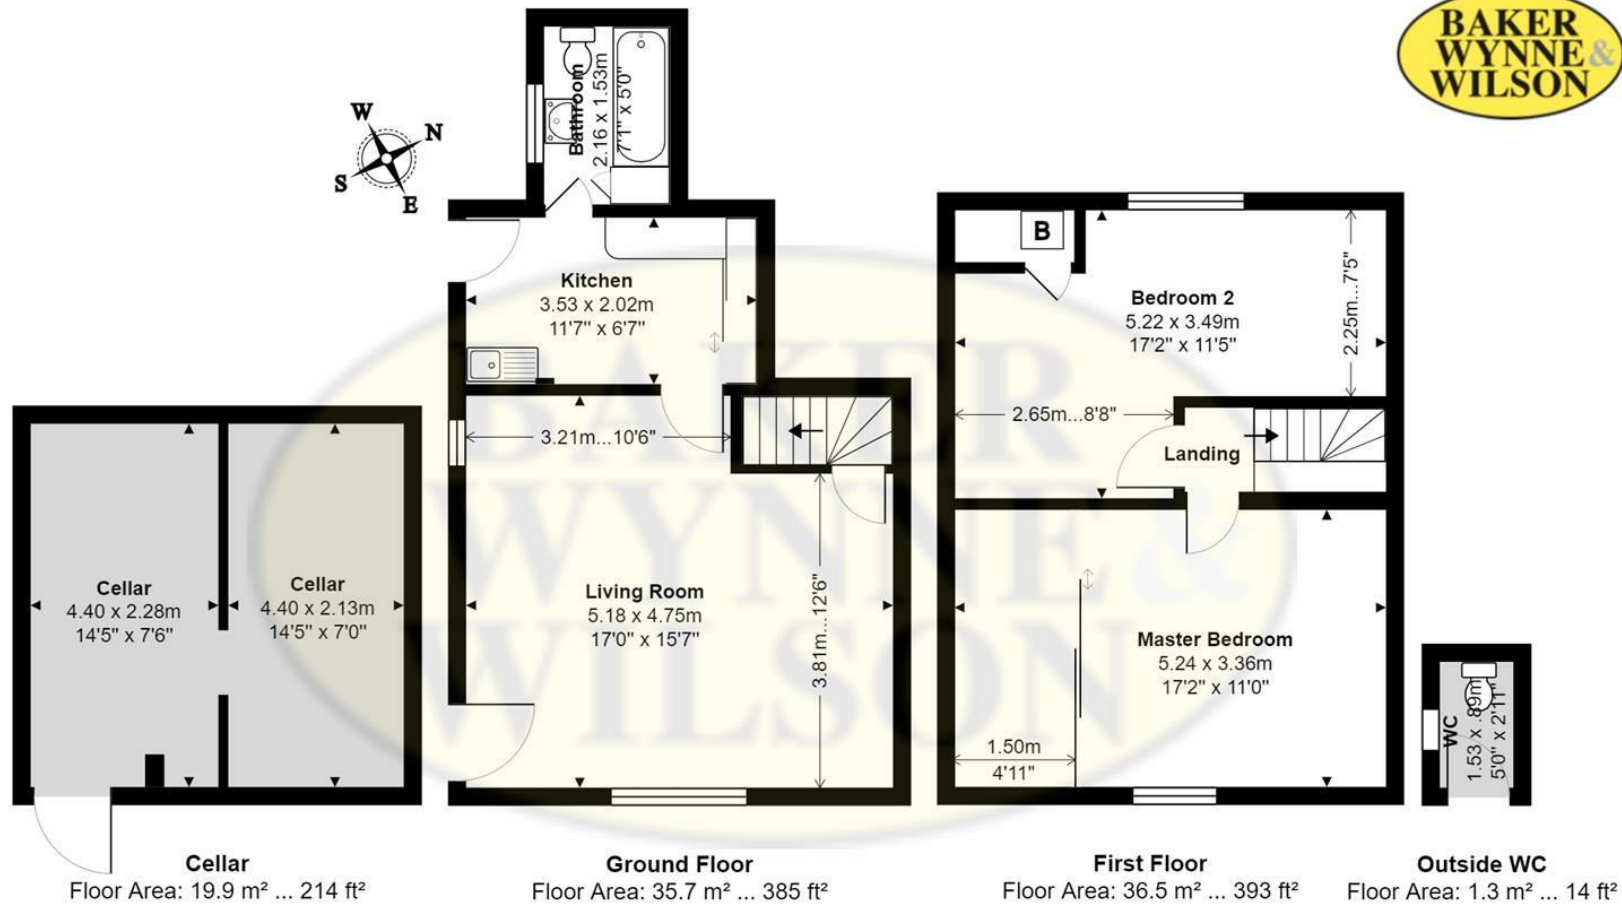 BAKER
WYNNE &
WILSON
W
N
S
E
Bathroom
2.16 x 1.53m
7'1" x 5'0"
Kitchen
3.53 x 2.02m
11'7" x 6'7"
3.21m...10'6"
Living Room
5.18 x 4.75m
17'0" x 15'7"
3.81m...12'6"
Cellar
4.40 x 2.28m
14'5" x 7'6"
Cellar
4.40 x 2.13m
14'5" x 7'0"
B
Bedroom 2
5.22 x 3.49m
17'2" x 11'5"
2.25m...7'5"
2.65m...8'8"
Landing
Master Bedroom
5.24 x 3.36m
17'2" x 11'0"
1.50m
4'11"
WC
1.53 x .89m
5'0" x 2'11"
BAKER
WYNNE &
WILSON
Cellar
Floor Area: 19.9 m² ... 214 ft²
Ground Floor
Floor Area: 35.7 m² ... 385 ft²
First Floor
Floor Area: 36.5 m² ... 393 ft²
Outside WC
Floor Area: 1.3 m² ... 14 ft²